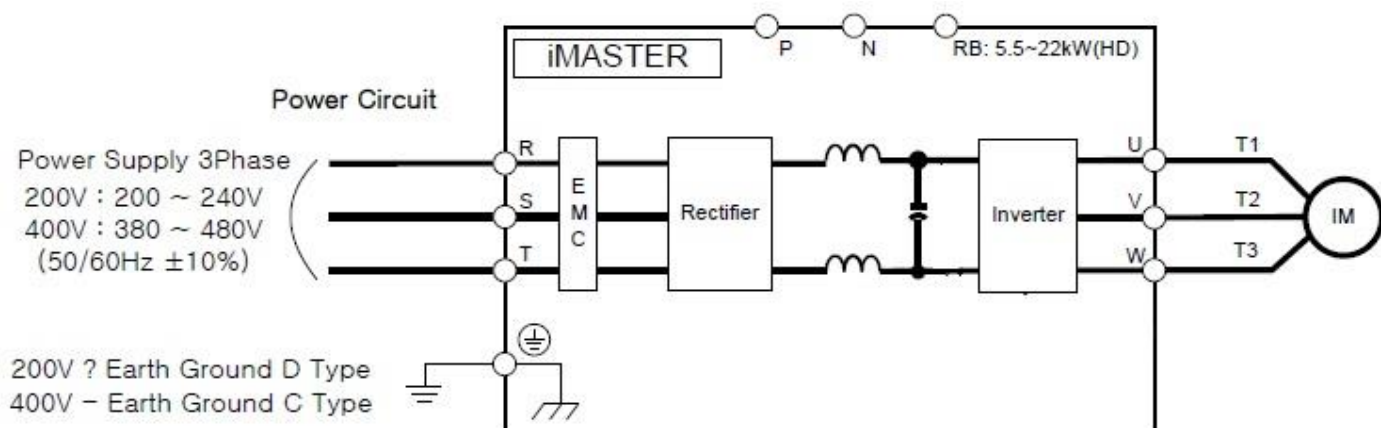 iMASTER
P
N
RB: 5.5~22kW(HD)
Power Circuit
Power Supply 3Phase
200V : 200 ~ 240V
400V : 380 ~ 480V
(50/60Hz ±10%)
R
S
T
E
M
C
Rectifier
Inverter
U
V
W
T1
T2
T3
IM
200V ? Earth Ground D Type
400V - Earth Ground C Type